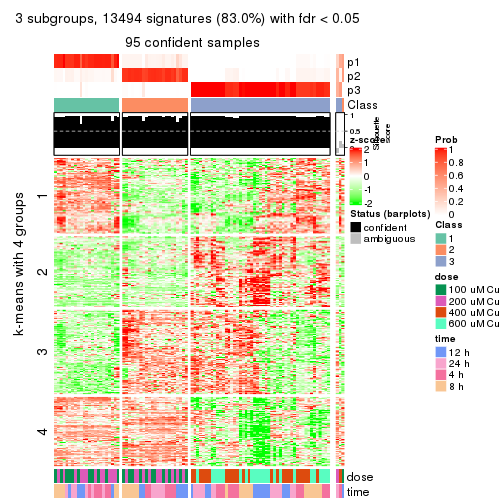 3 subgroups, 13494 signatures (83.0%) with fdr < 0.05
95 confident samples
p1
p2
p3
Class
1
0.5
0
Silhouette
score
k-means with 4 groups
1
2
3
4
dose
time
z-score
2
1
0
-1
-2
Status (barplots)
confident
ambiguous
Prob
1
0.8
0.6
0.4
0.2
0
Class
1
2
3
dose
100 uM Cu
200 uM Cu
400 uM Cu
600 uM Cu
time
12 h
24 h
4 h
8 h